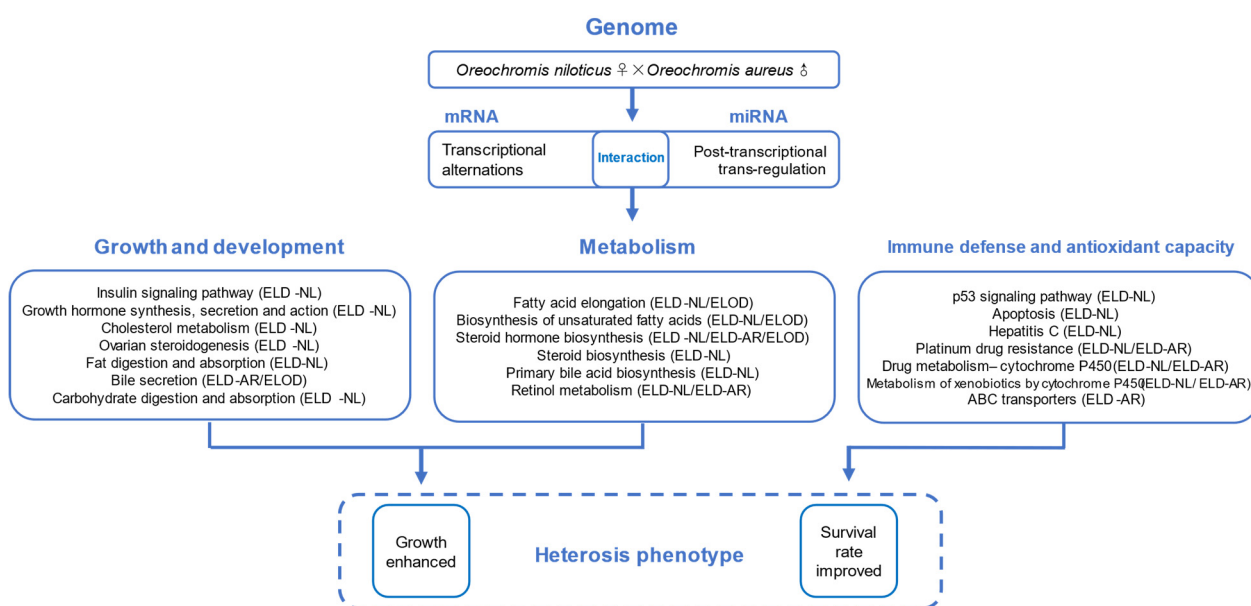 Genome
Oreochromis niloticus ♀ × Oreochromis aureus ♂
mRNA
miRNA
Transcriptional
alternations
Interaction
Post-transcriptional
trans-regulation
Growth and development
Insulin signaling pathway (ELD -NL)
Growth hormone synthesis, secretion and action (ELD -NL)
Cholesterol metabolism (ELD -NL)
Ovarian steroidogenesis (ELD -NL)
Fat digestion and absorption (ELD-NL)
Bile secretion (ELD-AR/ELOD)
Carbohydrate digestion and absorption (ELD -NL)
Metabolism
Fatty acid elongation (ELD-NL/ELOD)
Biosynthesis of unsaturated fatty acids (ELD-NL/ELOD)
Steroid hormone biosynthesis (ELD -NL/ELD-AR/ELOD)
Steroid biosynthesis (ELD-NL)
Primary bile acid biosynthesis (ELD-NL)
Retinol metabolism (ELD-NL/ELD-AR)
Immune defense and antioxidant capacity
p53 signaling pathway (ELD-NL)
Apoptosis (ELD-NL)
Hepatitis C (ELD-NL)
Platinum drug resistance (ELD-NL/ELD-AR)
Drug metabolism– cytochrome P450 (ELD-NL/ELD-AR)
Metabolism of xenobiotics by cytochrome P450(ELD-NL/ ELD-AR)
ABC transporters (ELD -AR)
Growth
enhanced
Heterosis phenotype
Survival
rate
improved